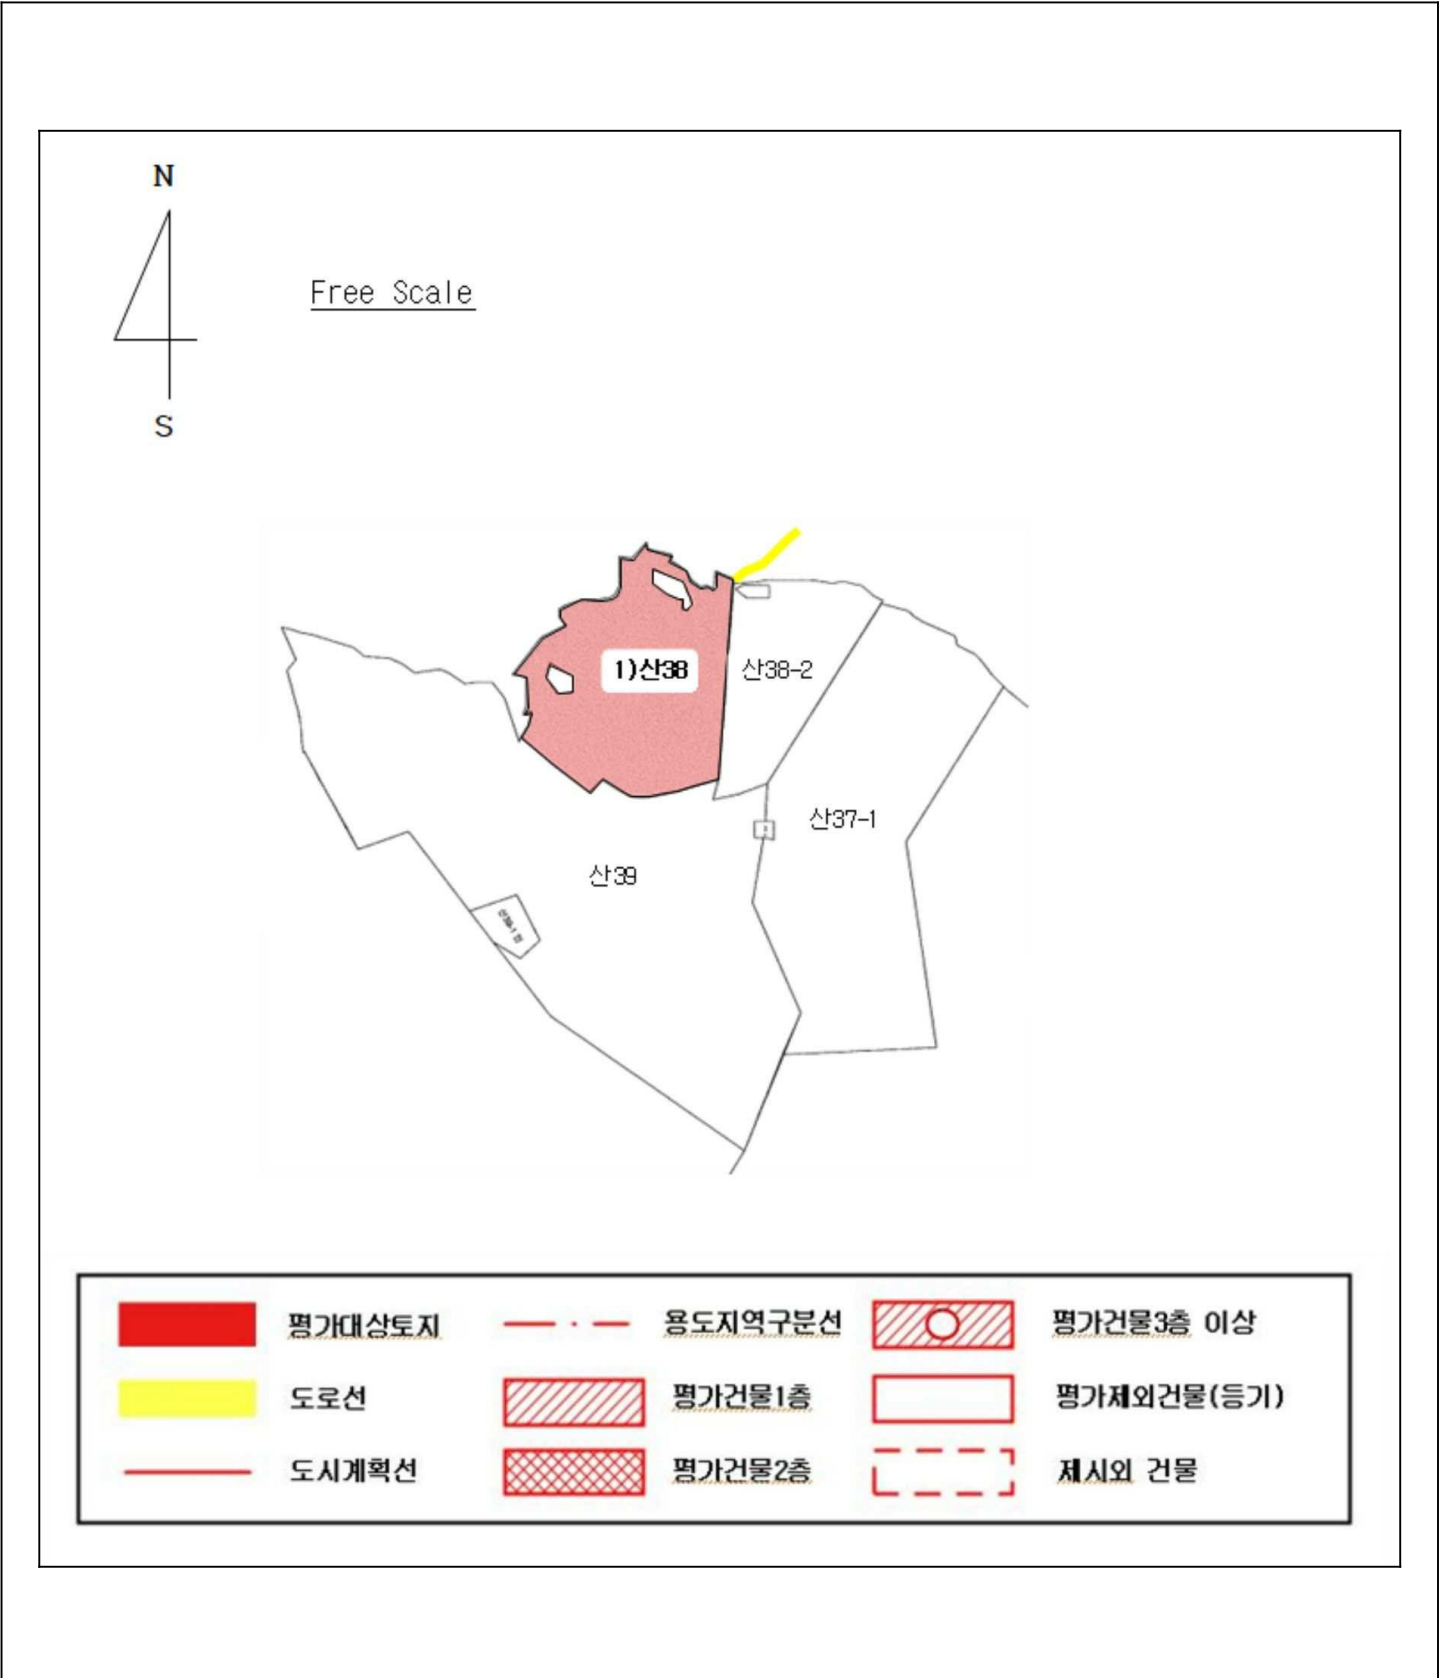 N
Free Scale
S
1)산38
산38-2
산37-1
산39
평가대상토지
용도지역구분선
평가건물3층 이상
도로선
평가건물1층
평가제외건물(등기)
도시계획선
평가건물2층
제시외 건물